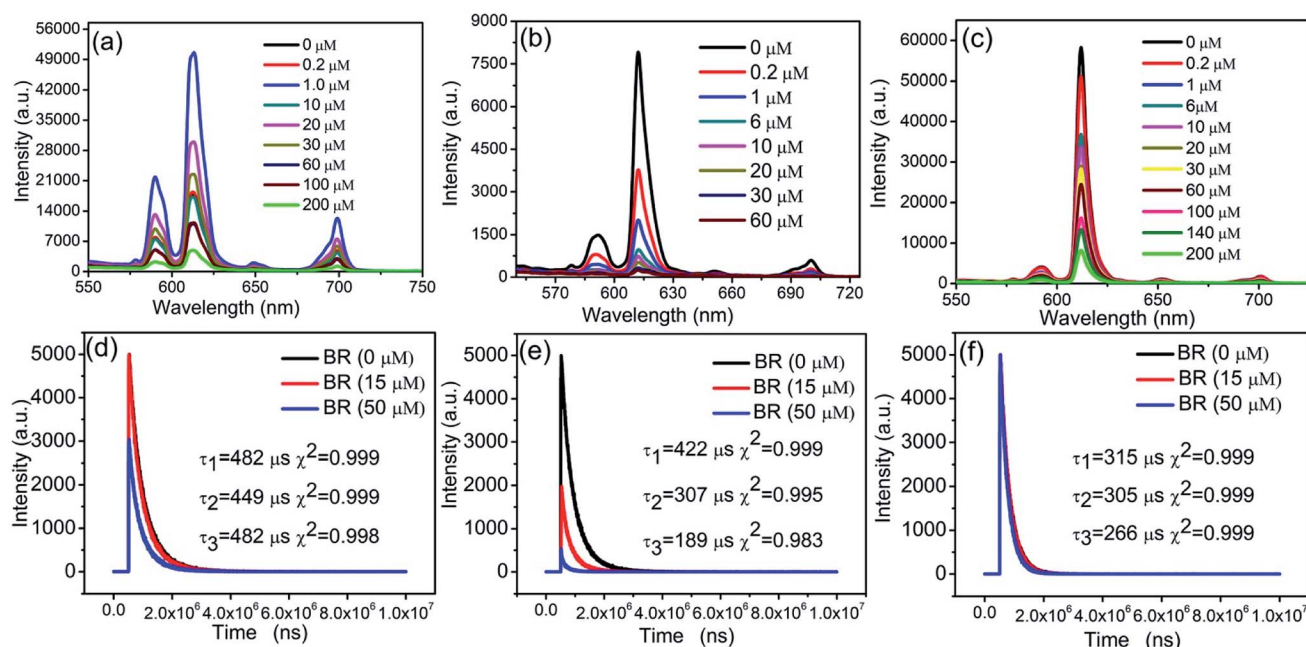 (a)
56000
49000
42000
35000
28000
21000
14000
7000
0
Intensity (a.u.)
0 μM
0.2 μM
1.0 μM
10 μM
20 μM
30 μM
60 μM
100 μM
200 μM
550 600 650 700 750
Wavelength (nm)
(b)
9000
7500
6000
4500
3000
1500
0
Intensity (a.u.)
0 μM
0.2 μM
1 μM
6 μM
10 μM
20 μM
30 μM
60 μM
570 600 630 660 690 725
Wavelength (nm)
(c)
60000
50000
40000
30000
20000
10000
0
Intensity (a.u.)
0 μM
0.2 μM
1 μM
6μM
10 μM
20 μM
30 μM
60 μM
100 μM
140 μM
200 μM
550 600 650 700
Wavelength (nm)
(d)
5000
4000
3000
2000
1000
0
Intensity (a.u.)
BR (0 μM)
BR (15 μM)
BR (50 μM)
τ1=482 μs χ2=0.999
τ2=449 μs χ2=0.999
τ3=482 μs χ2=0.998
0.0 2.0x10^6 4.0x10^6 6.0x10^6 8.0x10^6 1.0x10^7
Time (ns)
(e)
5000
4000
3000
2000
1000
0
Intensity (a.u.)
BR (0 μM)
BR (15 μM)
BR (50 μM)
τ1=422 μs χ2=0.999
τ2=307 μs χ2=0.995
τ3=189 μs χ2=0.983
0.0 2.0x10^6 4.0x10^6 6.0x10^6 8.0x10^6 1.0x10^7
Time (ns)
(f)
5000
4000
3000
2000
1000
0
Intensity (a.u.)
BR (0 μM)
BR (15 μM)
BR (50 μM)
τ1=315 μs χ2=0.999
τ2=305 μs χ2=0.999
τ3=266 μs χ2=0.999
0.0 2.0x10^6 4.0x10^6 6.0x10^6 8.0x10^6 1.0x10^7
Time (ns)